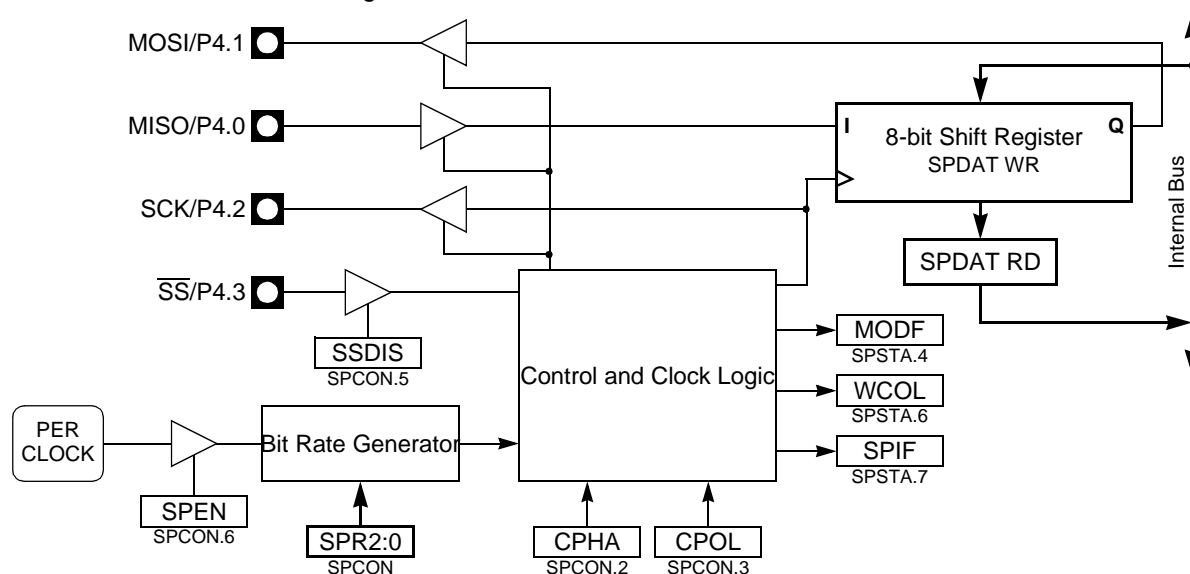 MOSI/P4.1
MISO/P4.0
SCK/P4.2
SS/P4.3
I
8-bit Shift Register
Q
SPDAT WR
Internal Bus
SPDAT RD
SSDIS
SPCON.5
Control and Clock Logic
MODF
SPSTA.4
WCOL
SPSTA.6
SPIF
SPSTA.7
PER
CLOCK
Bit Rate Generator
SPEN
SPCON.6
SPR2:0
SPCON
CPHA
SPCON.2
CPOL
SPCON.3